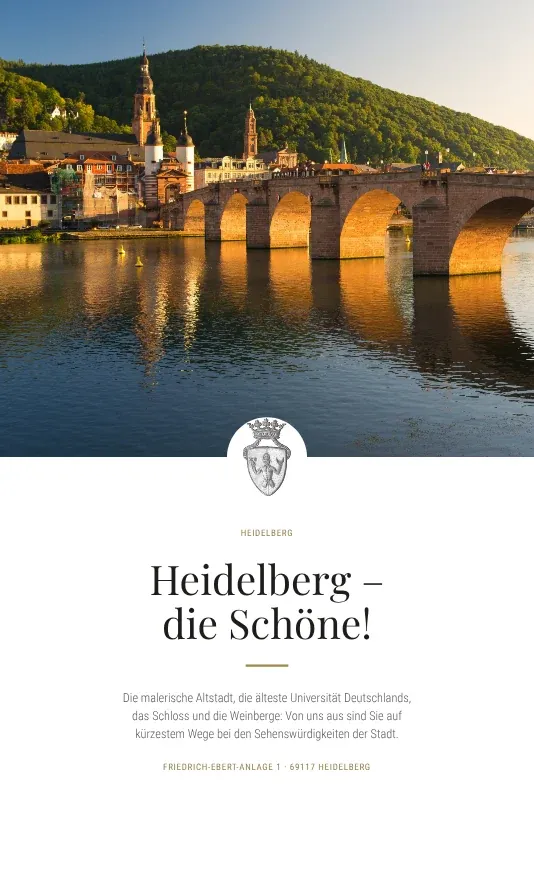 HEIDELBERG
Heidelberg –
die Schöne!
Die malerische Altstadt, die älteste Universität Deutschlands,
das Schloss und die Weinberge: Von uns aus sind Sie auf
kürzestem Wege bei den Sehenswürdigkeiten der Stadt.
FRIEDRICH-EBERT-ANLAGE 1 · 69117 HEIDELBERG